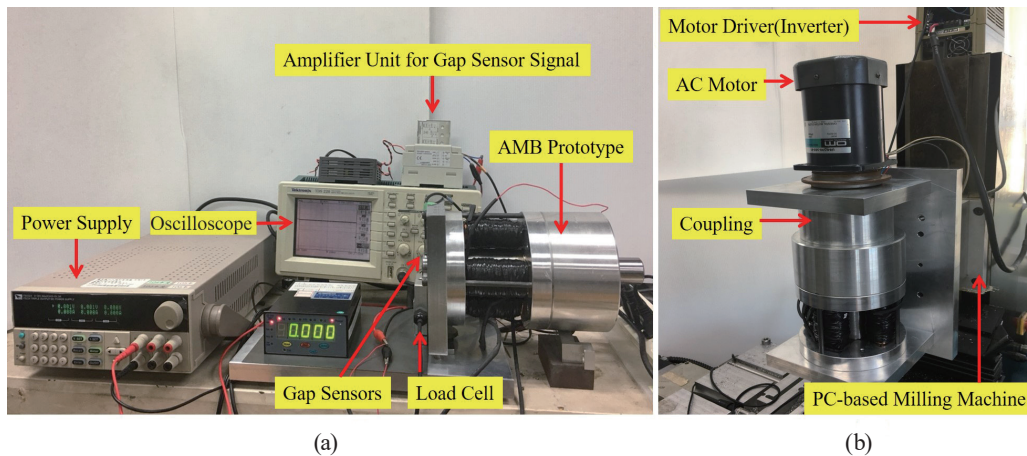 Amplifier Unit for Gap Sensor Signal
AMB Prototype
Power Supply
Oscilloscope
Tektronix
0.000
Gap Sensors
Load Cell
(a)
Motor Driver(Inverter)
AC Motor
Coupling
PC-based Milling Machine
(b)